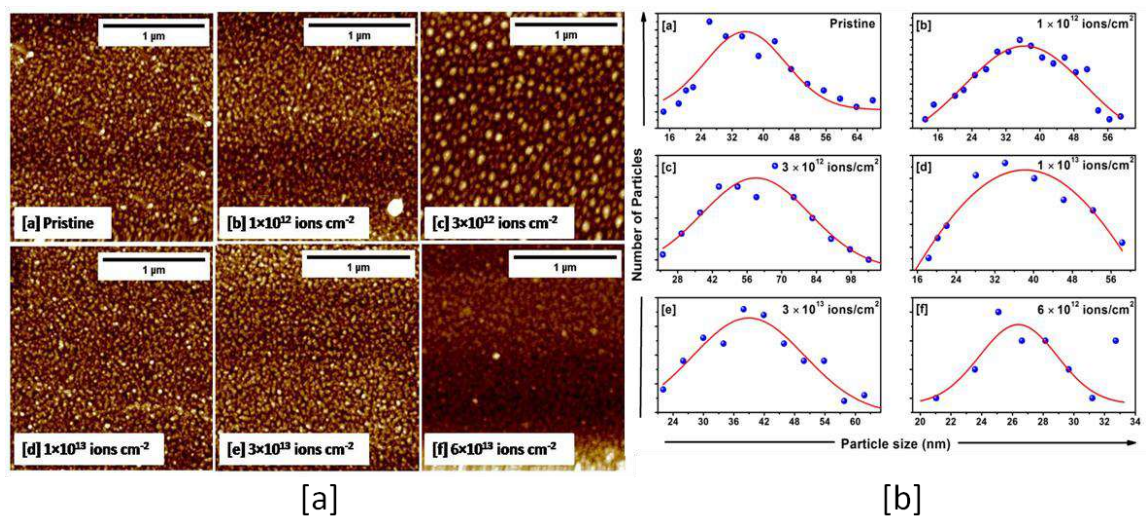 1 µm
1 µm
1 µm
[a] Pristine
[b] 1×10¹² ions cm⁻²
[c] 3×10¹² ions cm⁻²
1 µm
1 µm
1 µm
[d] 1×10¹³ ions cm⁻²
[e] 3×10¹³ ions cm⁻²
[f] 6×10¹³ ions cm⁻²
[a]
Number of Particles
[a] Pristine
16 24 32 40 48 56 64
[b] 1 × 10¹² ions/cm²
16 24 32 40 48 56
[c] 3 × 10¹² ions/cm²
28 42 56 70 84 98
[d] 1 × 10¹³ ions/cm²
16 24 32 40 48 56
[e] 3 × 10¹³ ions/cm²
24 30 36 42 48 54 60
[f] 6 × 10¹² ions/cm²
20 22 24 26 28 30 32 34
Particle size (nm)
[b]